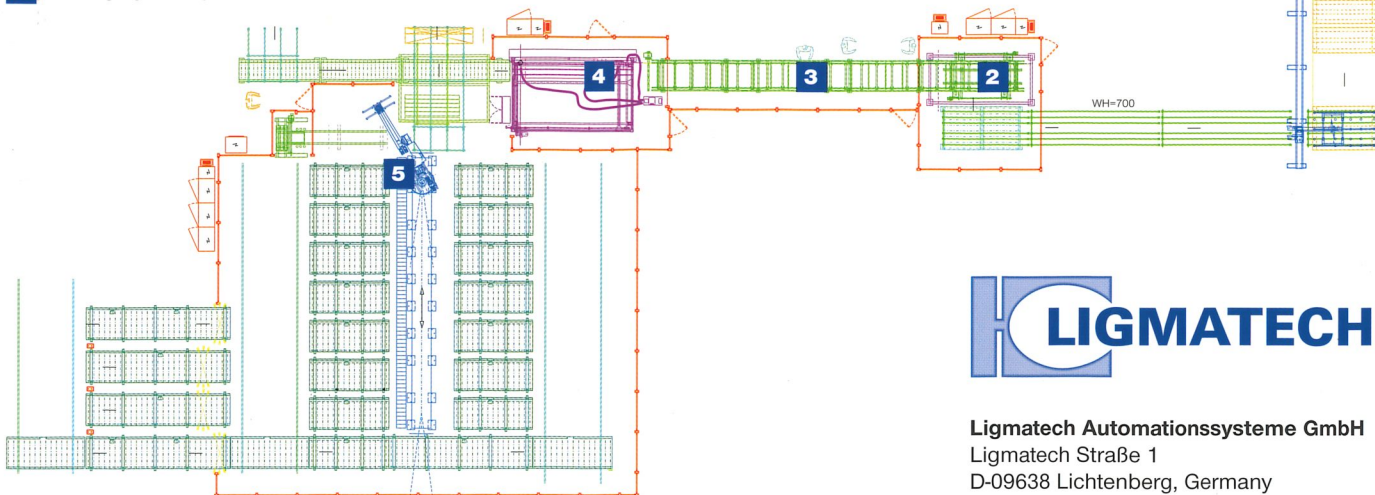 4
3
2
WH=700
5
LIGMATECH
Ligmatech Automationssysteme GmbH
Ligmatech Straße 1
D-09638 Lichtenberg, Germany